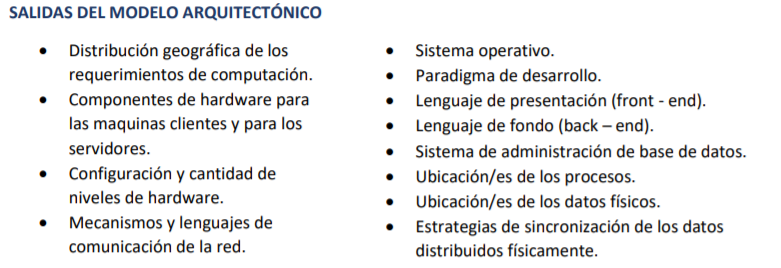 SALIDAS DEL MODELO ARQUITECTÓNICO
• Distribución geográfica de los
requerimientos de computación.
• Componentes de hardware para
las maquinas clientes y para los
servidores.
• Configuración y cantidad de
niveles de hardware.
• Mecanismos y lenguajes de
comunicación de la red.
• Sistema operativo.
• Paradigma de desarrollo.
• Lenguaje de presentación (front - end).
• Lenguaje de fondo (back – end).
• Sistema de administración de base de datos.
• Ubicación/es de los procesos.
• Ubicación/es de los datos físicos.
• Estrategias de sincronización de los datos
distribuidos físicamente.